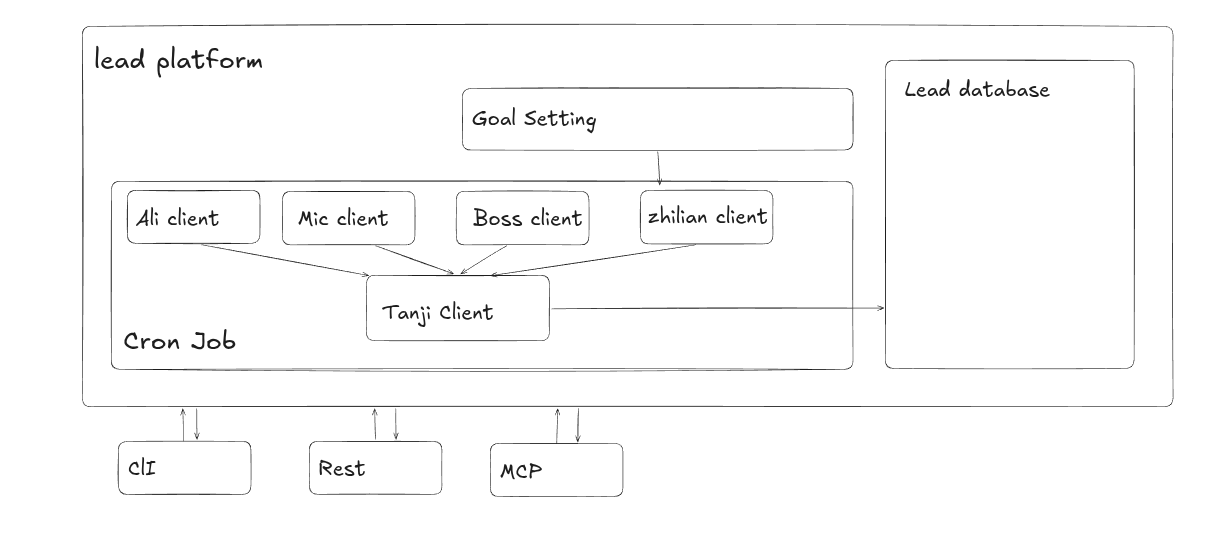 lead platform
Lead database
Goal Setting
Ali client
Mic client
Boss client
zhilian client
Tanji Client
Cron Job
ClI
Rest
MCP